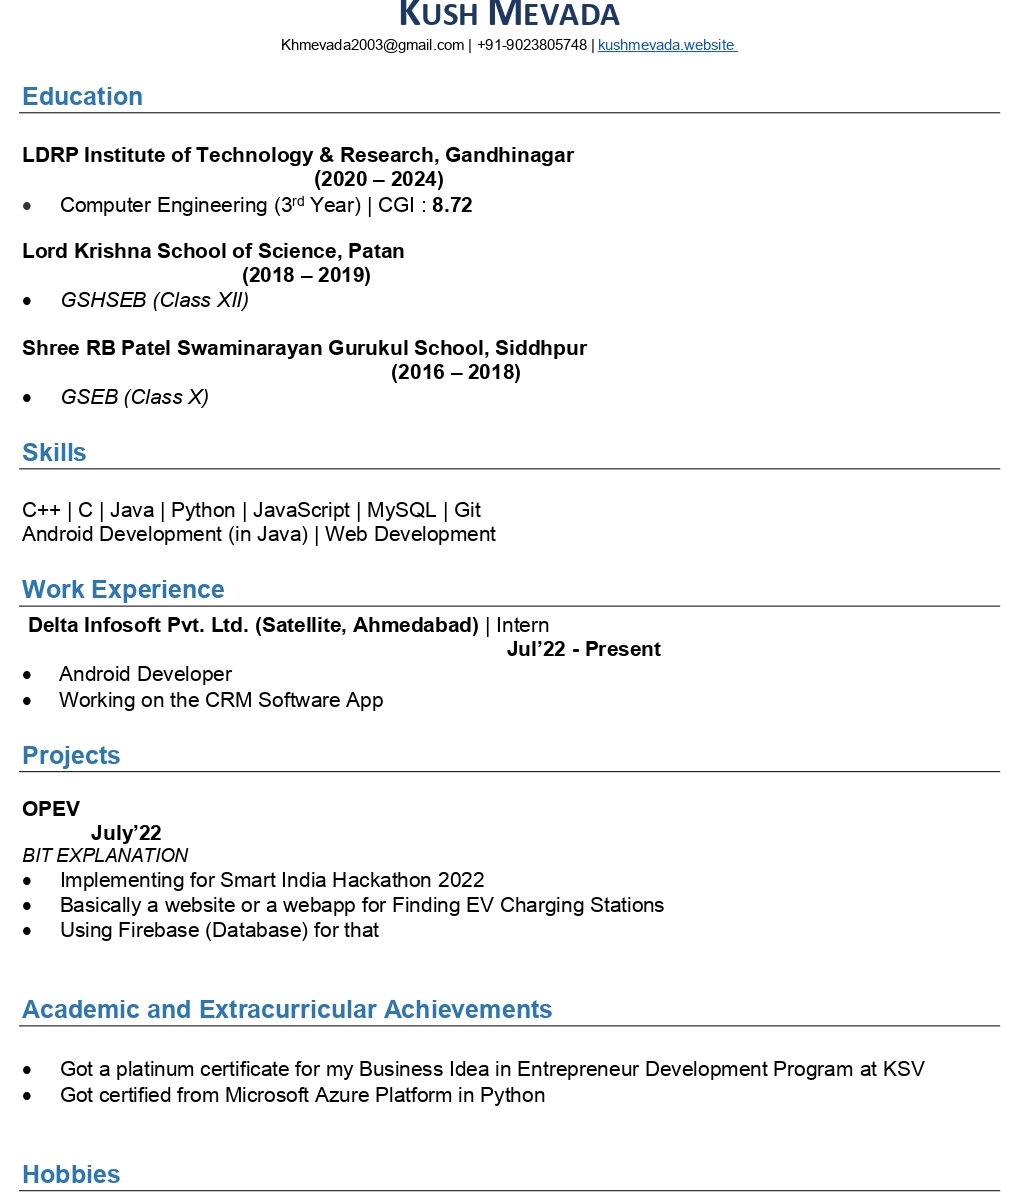 KUSH MEVADA
Khmevada2003@gmail.com | +91-9023805748 | kushmevada.website
Education
LDRP Institute of Technology & Research, Gandhinagar
(2020 – 2024)
• Computer Engineering (3rd Year) | CGI : 8.72
Lord Krishna School of Science, Patan
(2018 – 2019)
• GSHSEB (Class XII)
Shree RB Patel Swaminarayan Gurukul School, Siddhpur
(2016 – 2018)
• GSEB (Class X)
Skills
C++ | C | Java | Python | JavaScript | MySQL | Git
Android Development (in Java) | Web Development
Work Experience
Delta Infosoft Pvt. Ltd. (Satellite, Ahmedabad) | Intern
Jul’22 - Present
• Android Developer
• Working on the CRM Software App
Projects
OPEV
July’22
BIT EXPLANATION
• Implementing for Smart India Hackathon 2022
• Basically a website or a webapp for Finding EV Charging Stations
• Using Firebase (Database) for that
Academic and Extracurricular Achievements
• Got a platinum certificate for my Business Idea in Entrepreneur Development Program at KSV
• Got certified from Microsoft Azure Platform in Python
Hobbies